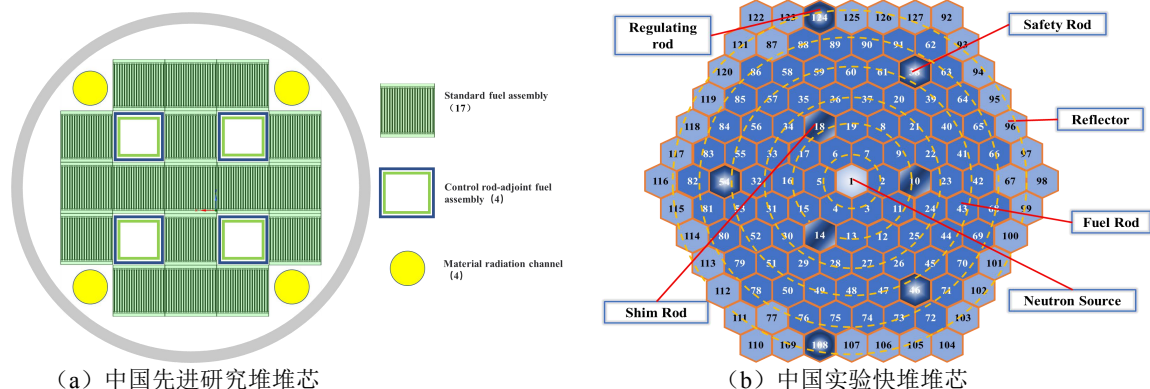 Standard fuel assembly
（17）
Control rod-adjoint fuel
assembly (4)
Material radiation channel
(4)
（a）中国先进研究堆堆芯
Regulating
rod
Safety Rod
Reflector
Fuel Rod
Neutron Source
Shim Rod
122 123 124 125 126 127 92
121 87 88 89 90 91 62 93
120 86 58 59 60 61 63 94
119 85 57 35 36 37 20 39 64 95
118 84 56 34 18 19 8 21 40 65 96
117 83 55 33 17 6 7 9 22 41 66 97
116 82 54 32 16 5 1 2 10 23 42 67 98
115 81 53 31 15 4 3 11 24 43 68 99
114 80 52 30 14 13 12 25 44 69 100
113 79 51 29 28 27 26 45 70 101
112 78 50 49 48 47 46 71 102
111 77 76 75 74 73 72 103
110 109 108 107 106 105 104
（b）中国实验快堆堆芯